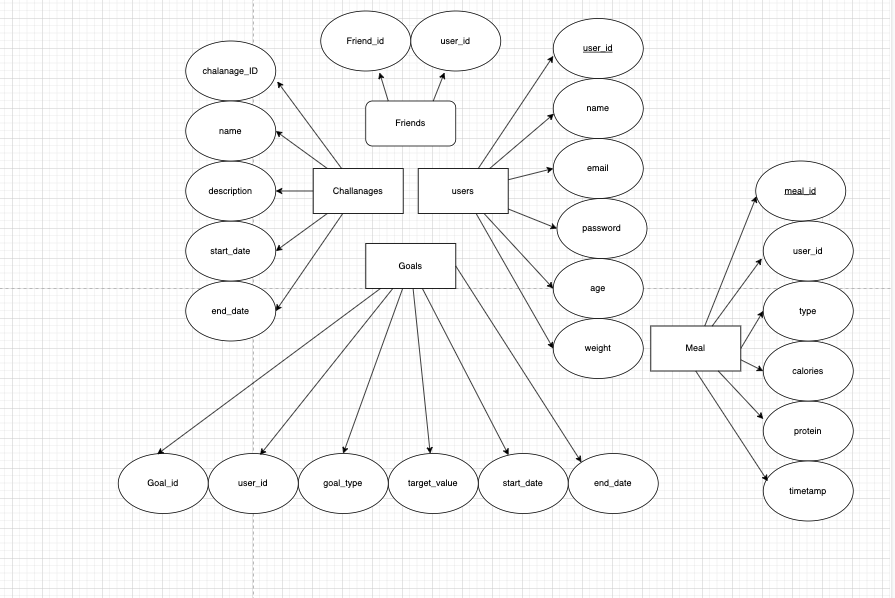 Friend_id
user_id
Friends
chalanage_ID
name
description
start_date
end_date
Challanages
users
user_id
name
email
password
age
weight
Goals
Goal_id
user_id
goal_type
target_value
start_date
end_date
Meal
meal_id
user_id
type
calories
protein
timetamp